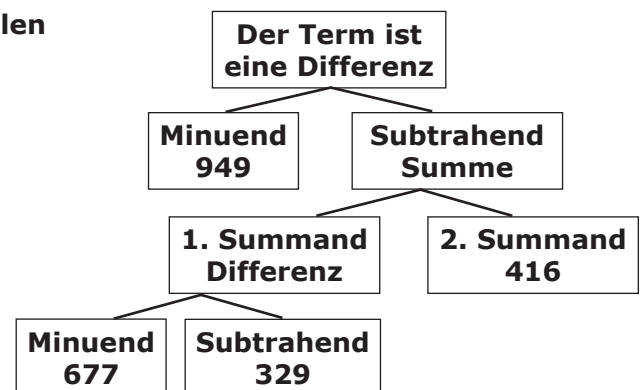 len
Der Term ist
eine Differenz
Minuend
949
Subtrahend
Summe
1. Summand
Differenz
2. Summand
416
Minuend
677
Subtrahend
329